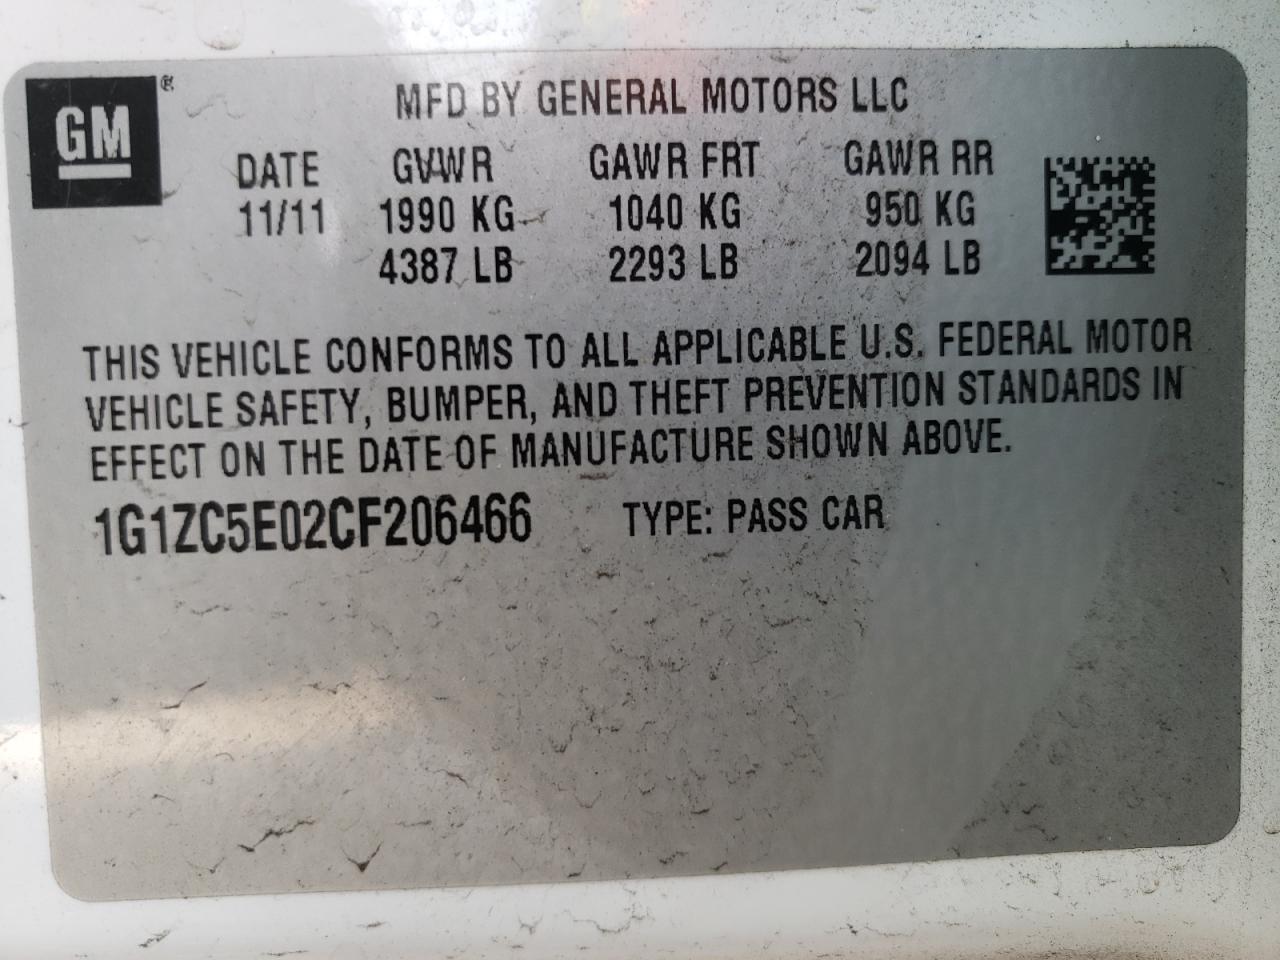 GM ®
MFD BY GENERAL MOTORS LLC
DATE GVWR GAWR FRT GAWR RR
11/11 1990 KG 1040 KG 950 KG
4387 LB 2293 LB 2094 LB
THIS VEHICLE CONFORMS TO ALL APPLICABLE U.S. FEDERAL MOTOR
VEHICLE SAFETY, BUMPER, AND THEFT PREVENTION STANDARDS IN
EFFECT ON THE DATE OF MANUFACTURE SHOWN ABOVE.
1G1ZC5E02CF206466 TYPE: PASS CAR